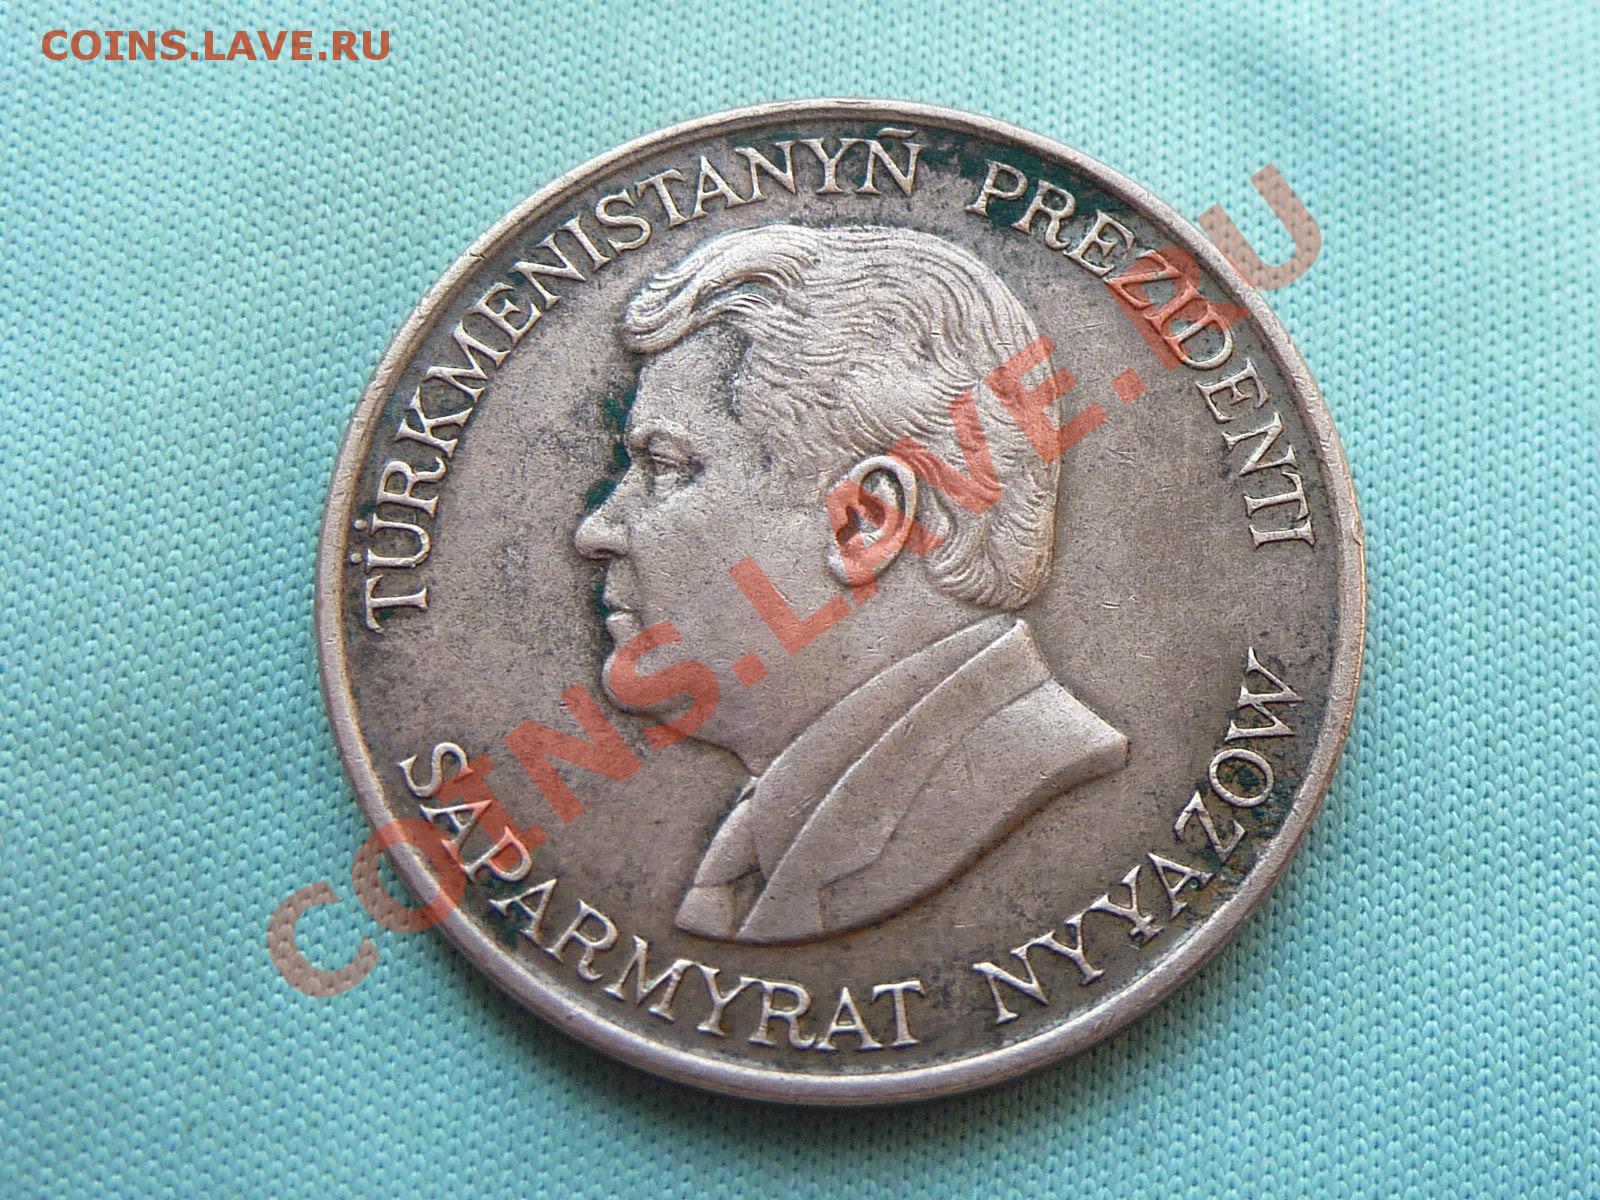 COINS.LAVE.RU
TÜRKMENISTANYÑ PREZIDENTI
SAPARMYRAT NYÝAZOW
COINS.LAVE.RU